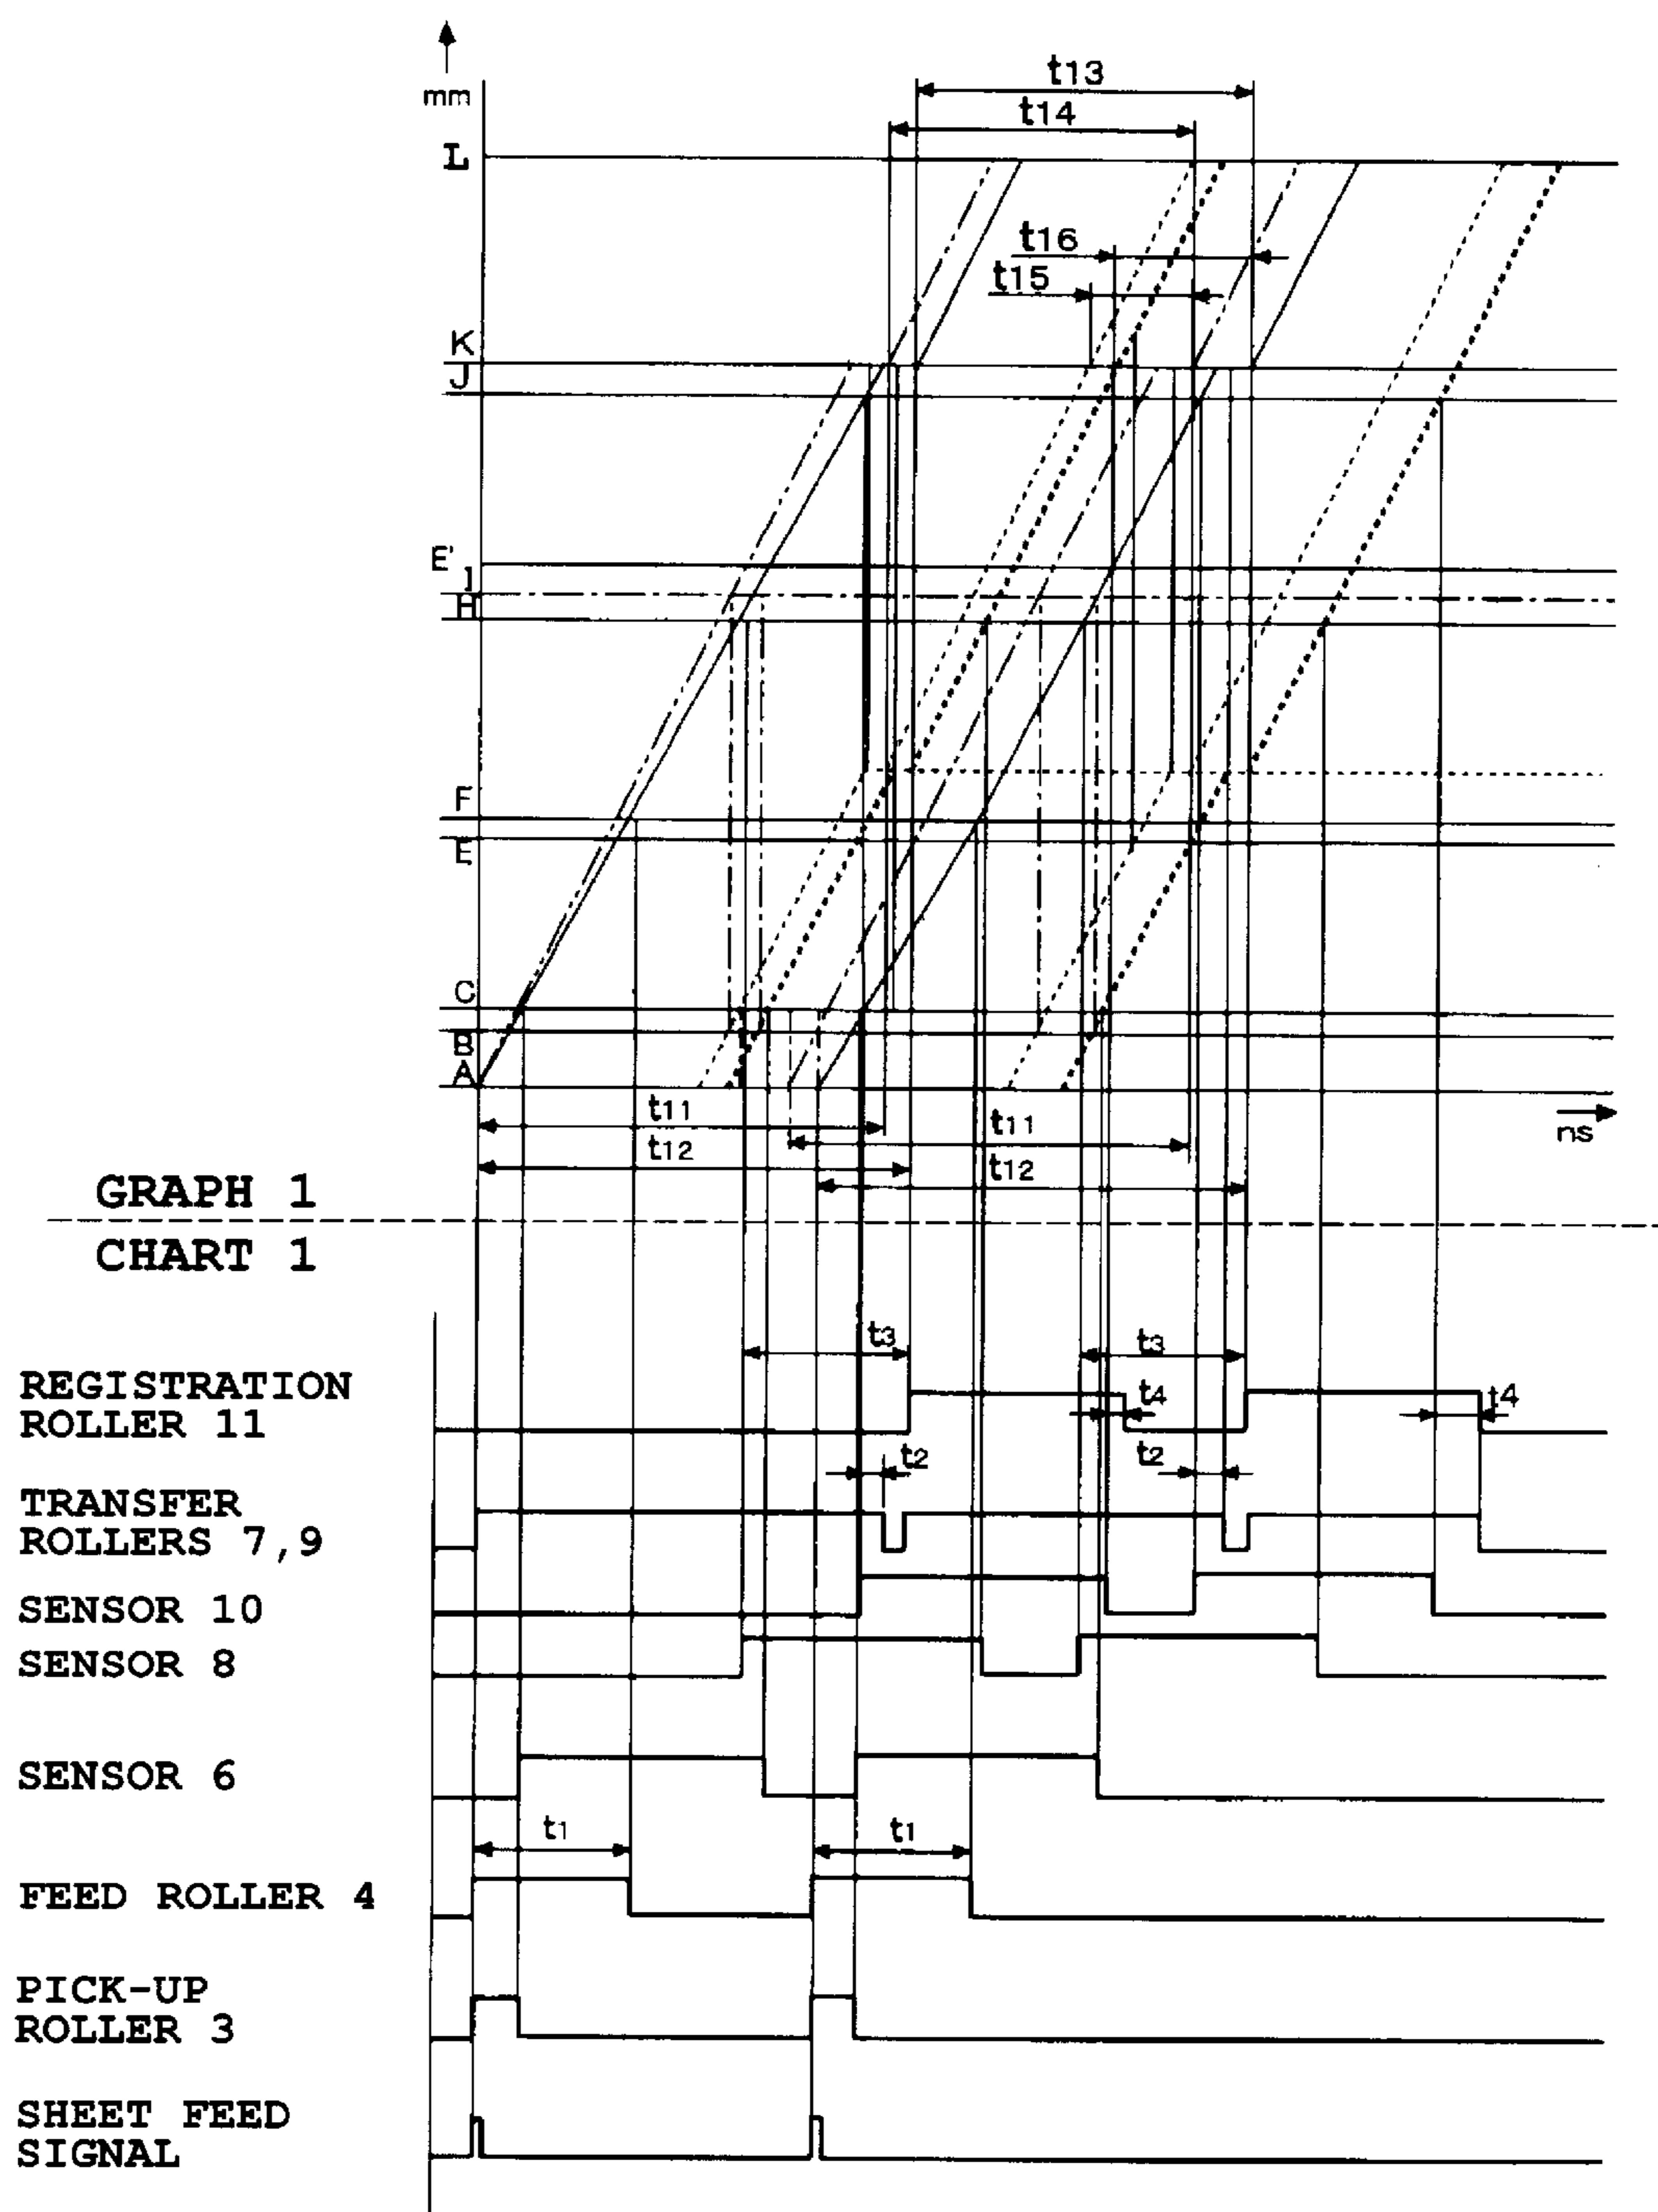 mm
t13
t14
L
t16
t15
K
J
E'
I
H
F
E
C
B
A
t11
t11
ns
t12
t12
GRAPH 1
CHART 1
t3
t3
REGISTRATION
ROLLER 11
t4
t4
t2
t2
TRANSFER
ROLLERS 7,9
SENSOR 10
SENSOR 8
SENSOR 6
t1
t1
FEED ROLLER 4
PICK-UP
ROLLER 3
SHEET FEED
SIGNAL